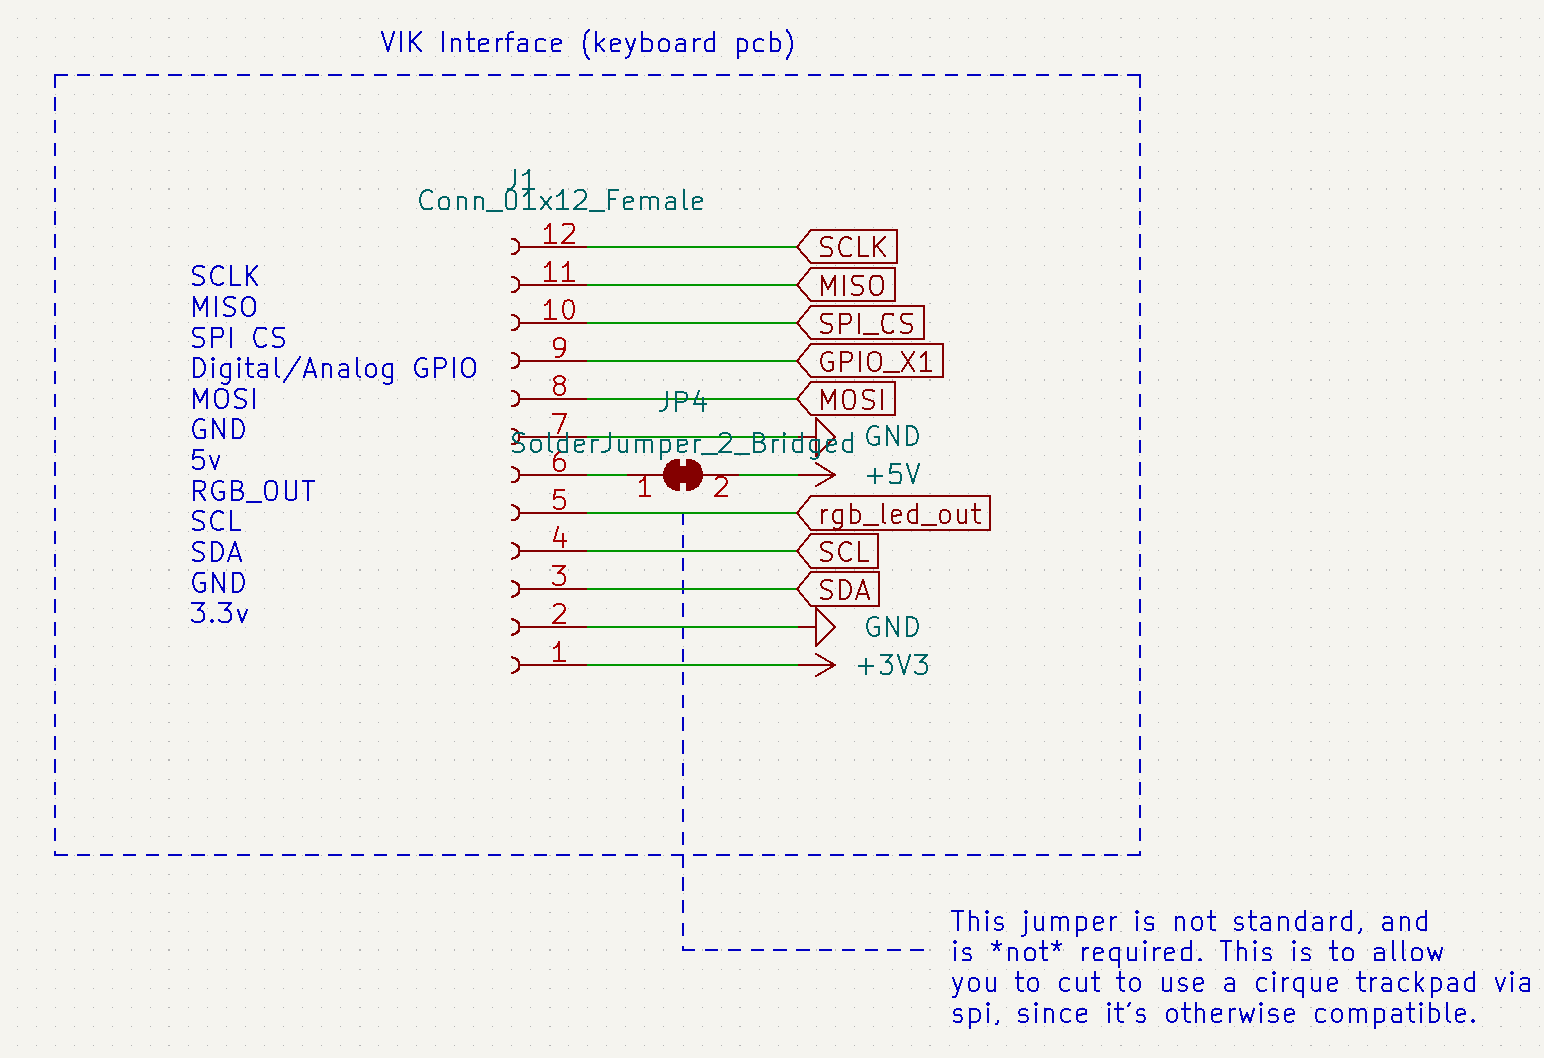 VIK Interface (keyboard pcb)
J1
Conn_01x12_Female
12
SCLK
11
MISO
10
SPI_CS
9
GPIO_X1
8
MOSI
JP4
7
GND
SolderJumper_2_Bridged
6
1
2
+5V
5
rgb_led_out
4
SCL
3
SDA
2
GND
1
+3V3
SCLK
MISO
SPI CS
Digital/Analog GPIO
MOSI
GND
5v
RGB_OUT
SCL
SDA
GND
3.3v
This jumper is not standard, and
is *not* required. This is to allow
you to cut to use a cirque trackpad via
spi, since it's otherwise compatible.